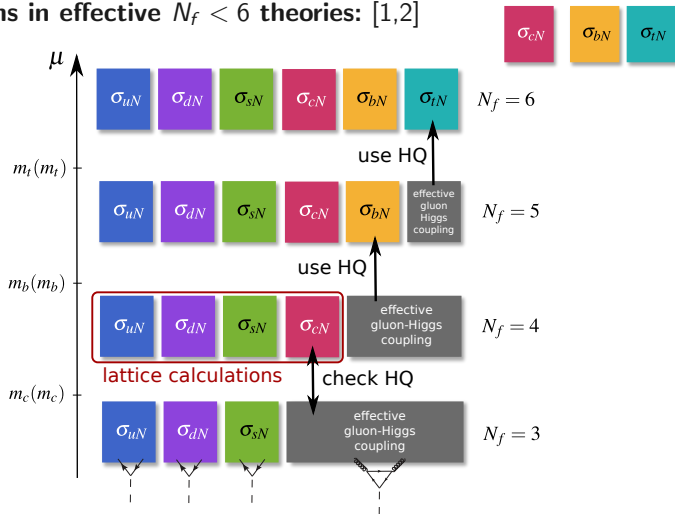 ns in effective N_f < 6 theories: [1,2]
σ_cN σ_bN σ_tN
μ
σ_uN σ_dN σ_sN σ_cN σ_bN σ_tN N_f = 6
use HQ
m_t(m_t)
σ_uN σ_dN σ_sN σ_cN σ_bN effective gluon Higgs coupling N_f = 5
use HQ
m_b(m_b)
σ_uN σ_dN σ_sN σ_cN effective gluon-Higgs coupling N_f = 4
lattice calculations check HQ
m_c(m_c)
σ_uN σ_dN σ_sN effective gluon-Higgs coupling N_f = 3